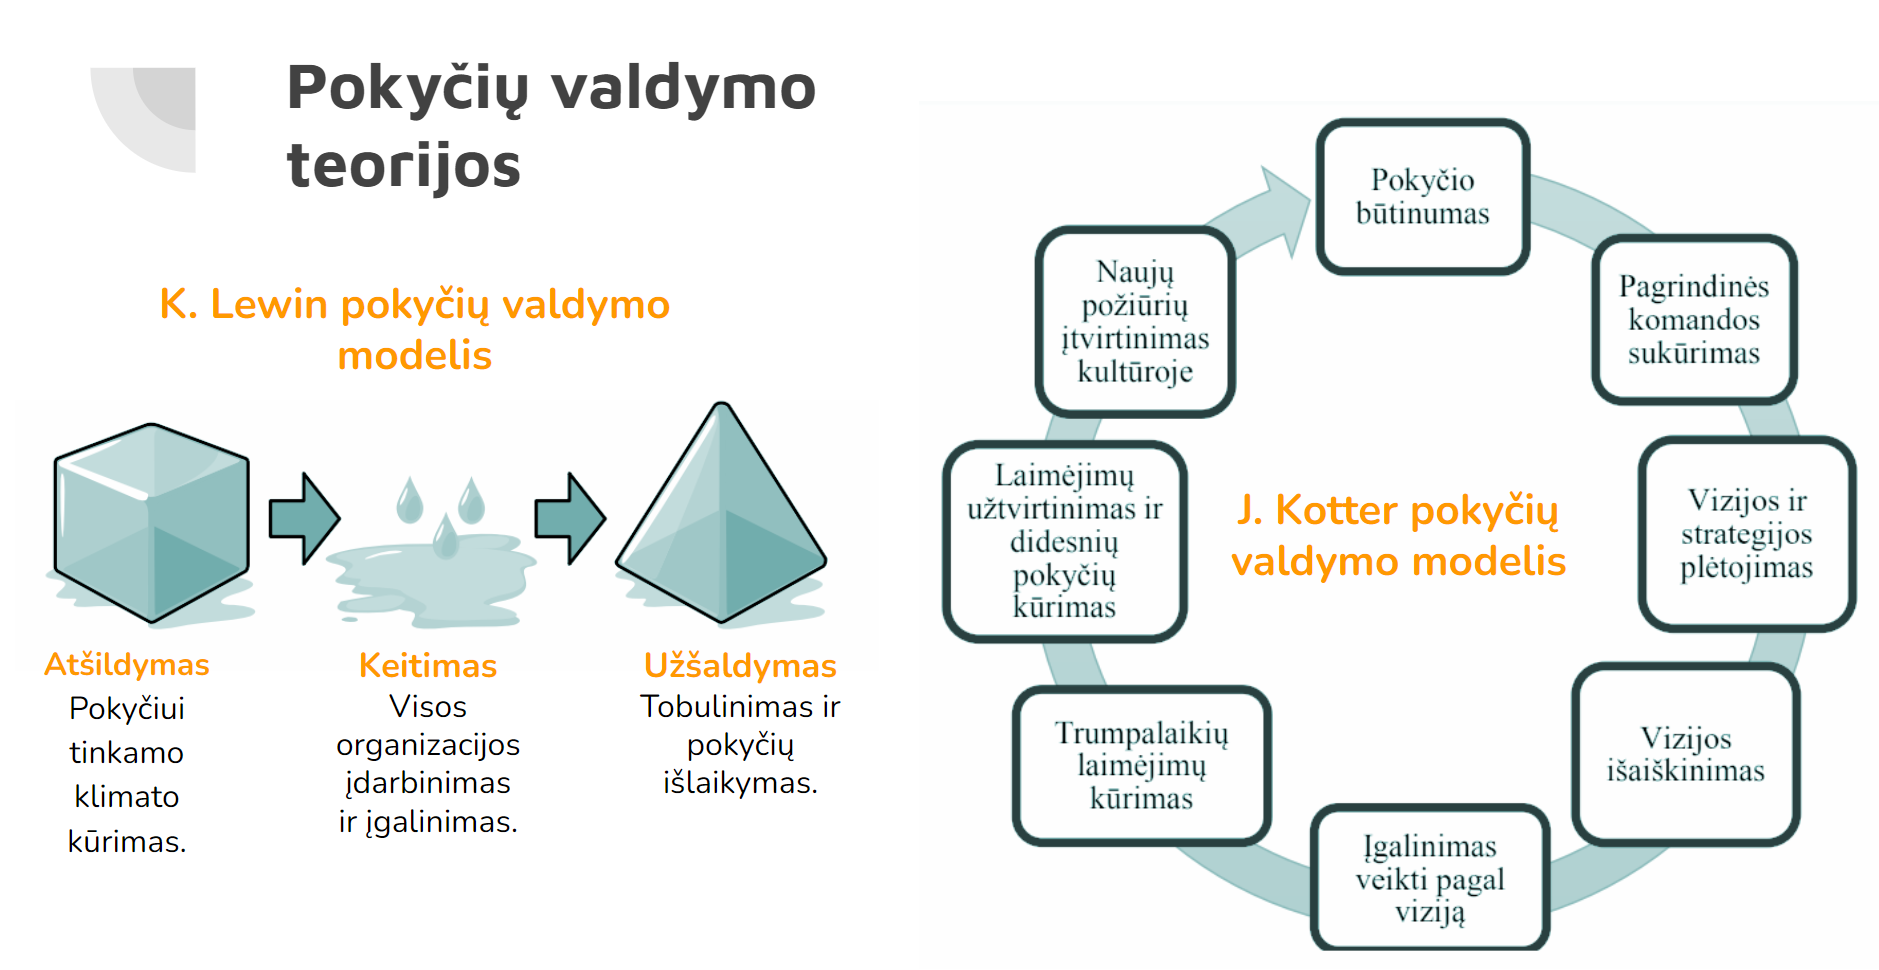 Pokyčių valdymo
teorijos
K. Lewin pokyčių valdymo
modelis
Atšildymas
Pokyčiui
tinkamo
klimato
kūrimas.
Keitimas
Visos
organizacijos
įdarbinimas
ir įgalinimas.
Užšaldymas
Tobulinimas ir
pokyčių
išlaikymas.
J. Kotter pokyčių
valdymo modelis
Pokyčio
būtinumas
Pagrindinės
komandos
sukūrimas
Vizijos ir
strategijos
plėtojimas
Vizijos
išaiškinimas
Įgalinimas
veikti pagal
viziją
Trumpalaikių
laimėjimų
kūrimas
Laimėjimų
užtvirtinimas ir
didesnių
pokyčių
kūrimas
Naujų
požiūrių
įtvirtinimas
kultūroje